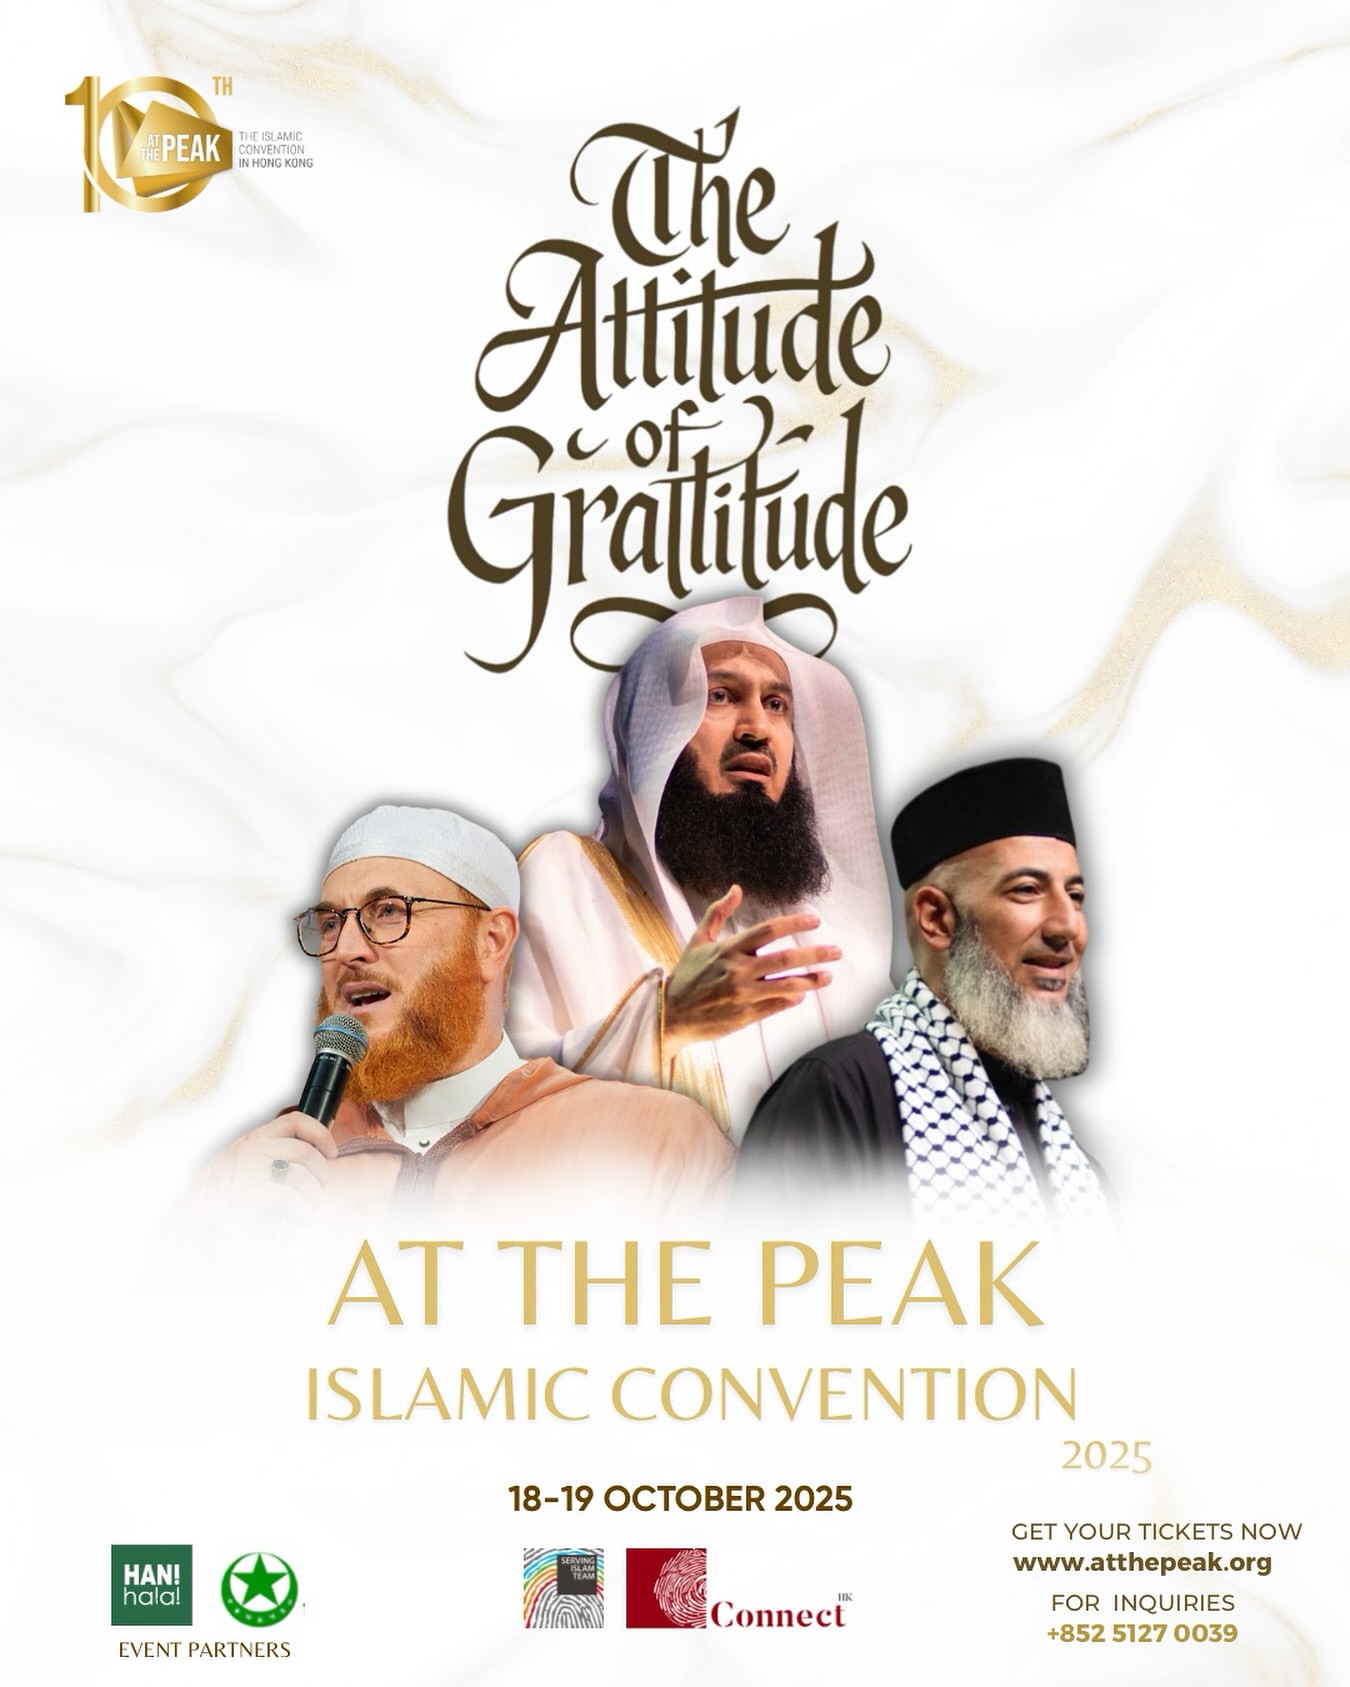 10TH
AT THE PEAK
THE ISLAMIC
CONVENTION
IN HONG KONG
The
Attitude
of
Grattitude
AT THE PEAK
ISLAMIC CONVENTION
2025
18-19 OCTOBER 2025
GET YOUR TICKETS NOW
www.atthepeak.org
FOR INQUIRIES
+852 5127 0039
HAN!
hala!
EVENT PARTNERS
SERVING
ISLAM
TEAM
Connect HK